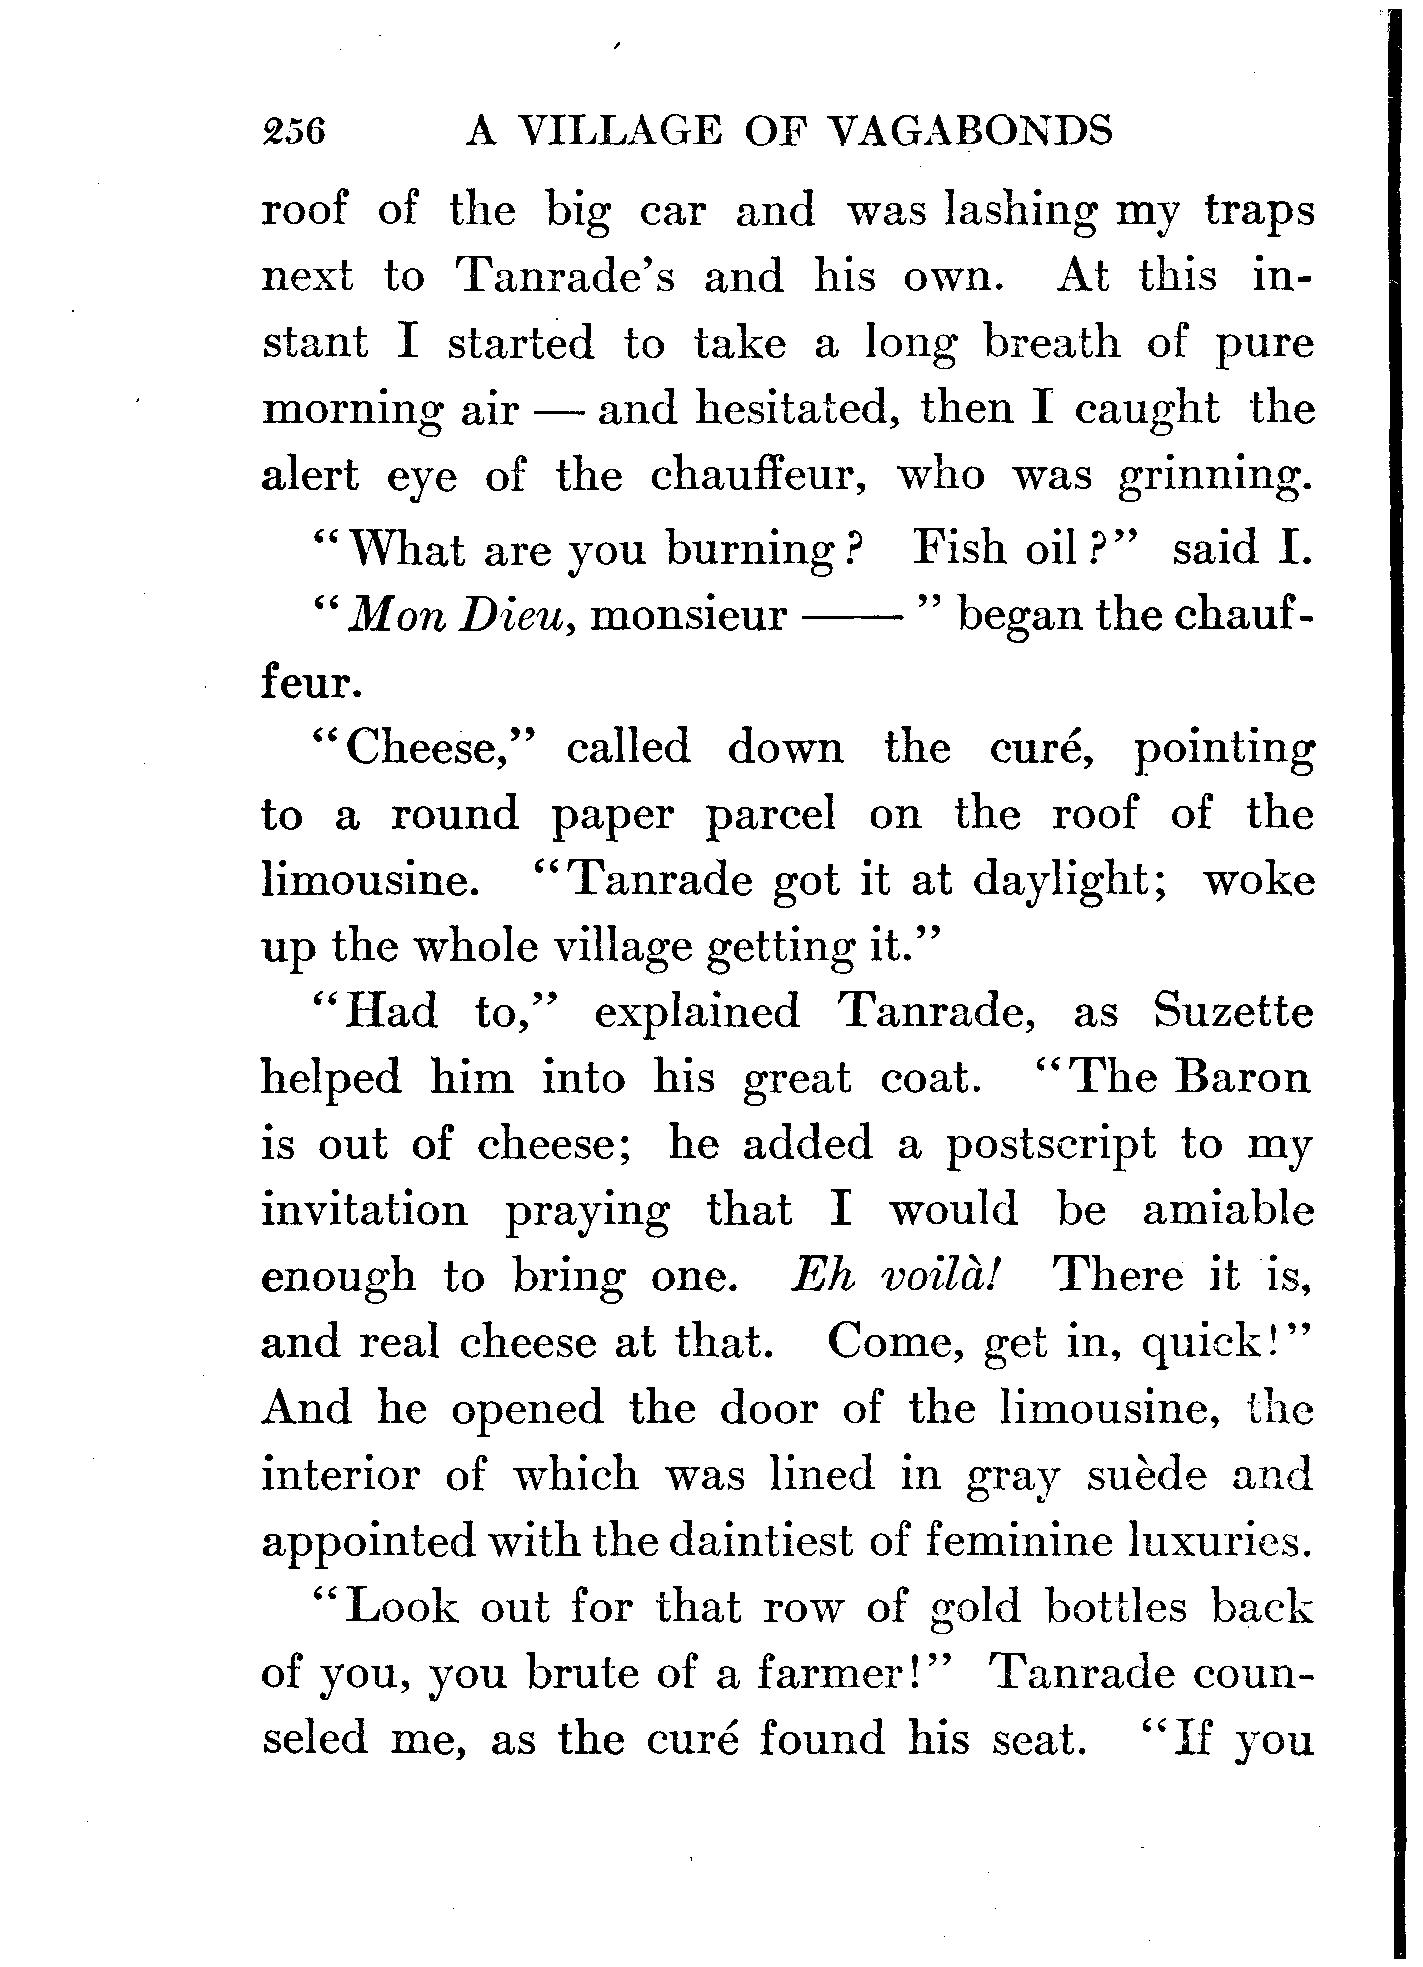 256 A VILLAGE OF VAGABONDS
roof of the big car and was lashing my traps
next to Tanrade's and his own. At this in-
stant I started to take a long breath of pure
morning air — and hesitated, then I caught the
alert eye of the chauffeur, who was grinning.
"What are you burning? Fish oil?" said I.
"Mon Dieu, monsieur ——" began the chauf-
feur.
"Cheese," called down the curé, pointing
to a round paper parcel on the roof of the
limousine. "Tanrade got it at daylight; woke
up the whole village getting it."
"Had to," explained Tanrade, as Suzette
helped him into his great coat. "The Baron
is out of cheese; he added a postscript to my
invitation praying that I would be amiable
enough to bring one. Eh voilà! There it is,
and real cheese at that. Come, get in, quick!"
And he opened the door of the limousine, the
interior of which was lined in gray suède and
appointed with the daintiest of feminine luxuries.
"Look out for that row of gold bottles back
of you, you brute of a farmer!" Tanrade coun-
seled me, as the curé found his seat. "If you